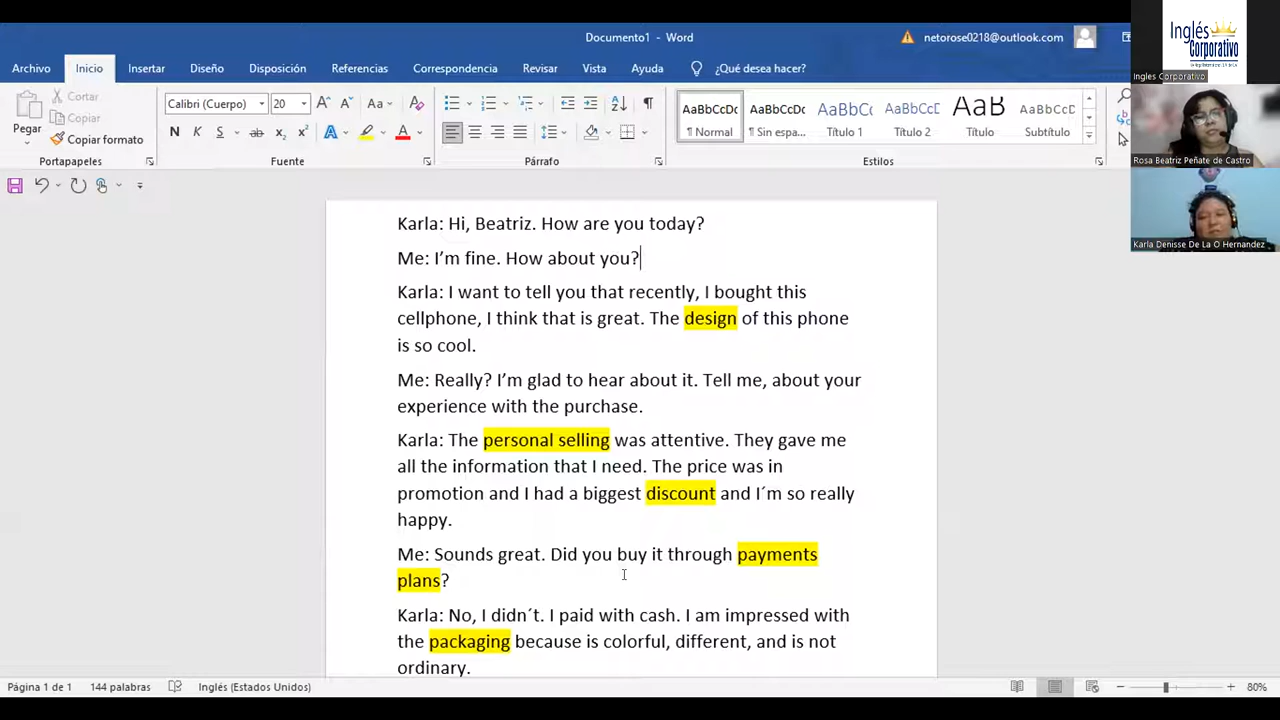 Documento1 - Word
netorose0218@outlook.com
Archivo Inicio Insertar Diseño Disposición Referencias Correspondencia Revisar Vista Ayuda ¿Qué desea hacer?
Pegar
Cortar
Copiar
Copiar formato
Calibri (Cuerpo) 20
AaBbCcDc AaBbCcDc AaBbCcD AaBbCcE AaB AaBbCcD
¶ Normal ¶ Sin espa... Título 1 Título 2 Título Subtítulo
Portapapeles Fuente Párrafo Estilos
Karla: Hi, Beatriz. How are you today?
Me: I'm fine. How about you?
Karla: I want to tell you that recently, I bought this
cellphone, I think that is great. The design of this phone
is so cool.
Me: Really? I'm glad to hear about it. Tell me, about your
experience with the purchase.
Karla: The personal selling was attentive. They gave me
all the information that I need. The price was in
promotion and I had a biggest discount and I´m so really
happy.
Me: Sounds great. Did you buy it through payments
plans?
Karla: No, I didn´t. I paid with cash. I am impressed with
the packaging because is colorful, different, and is not
ordinary.
Página 1 de 1 144 palabras Inglés (Estados Unidos) 80%
Inglés
Corporativo
Ingles Corporativo
Rosa Beatriz Peñate de Castro
Karla Denisse De La O Hernandez